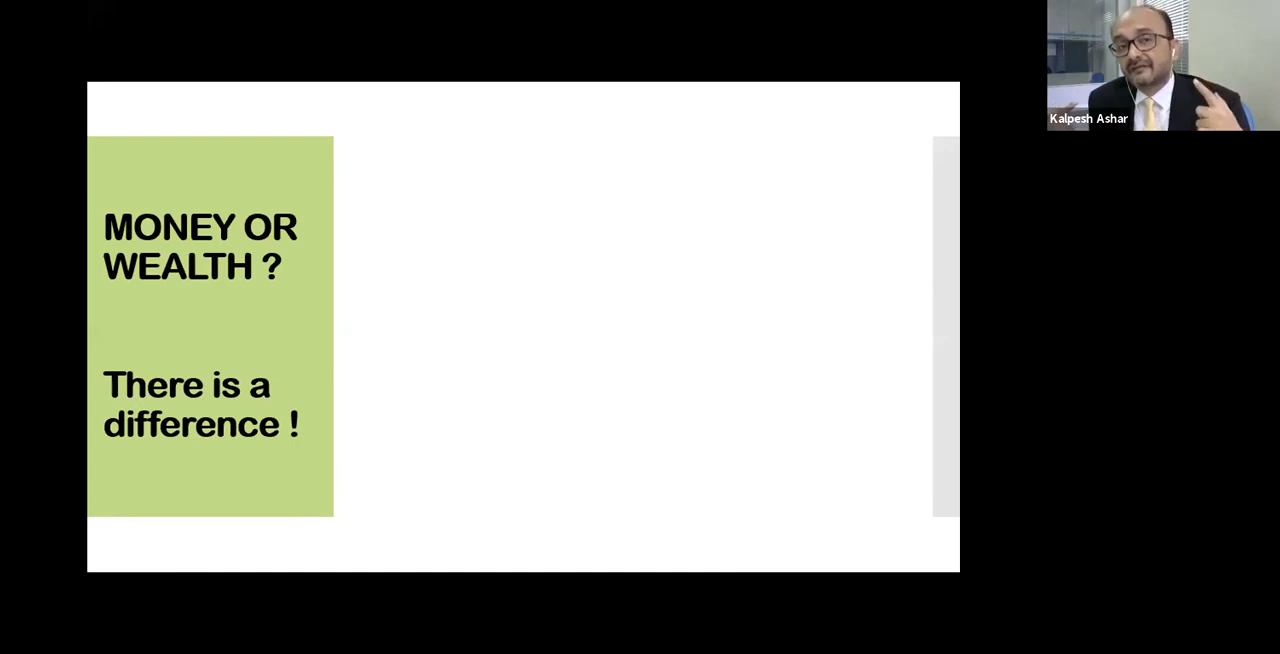 MONEY OR
WEALTH ?
There is a
difference !
Kalpesh Ashar